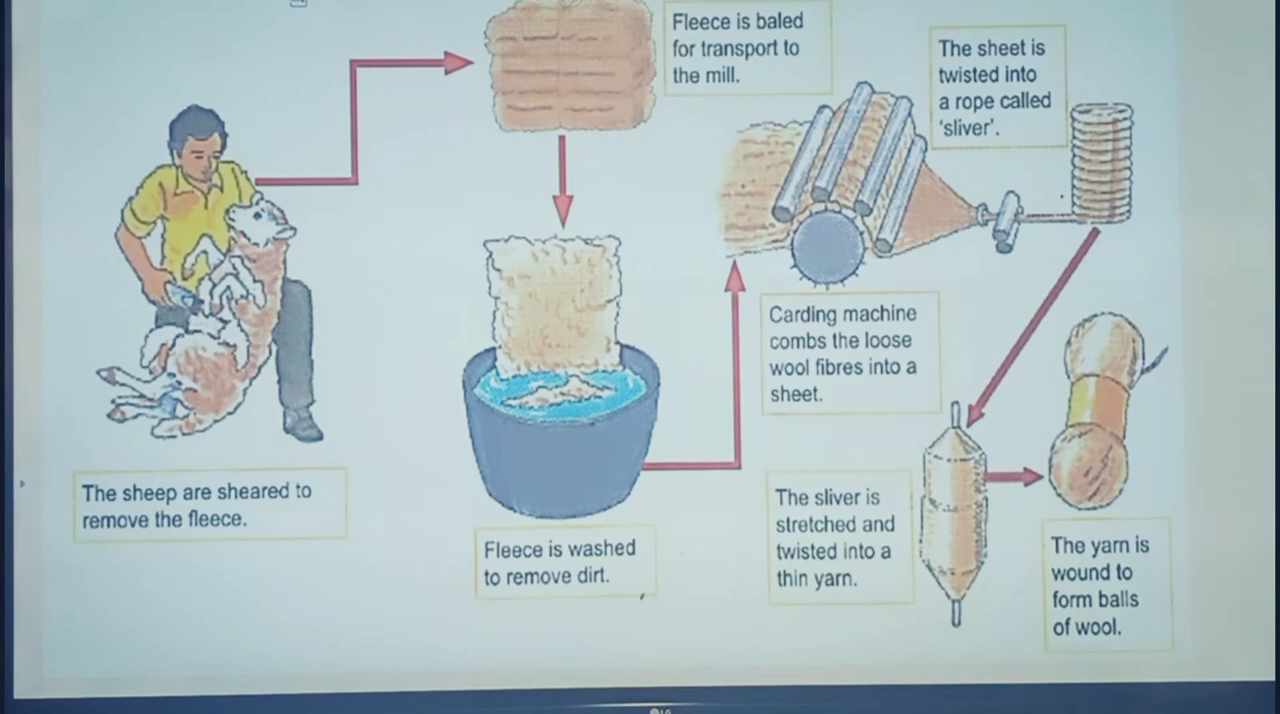 Fleece is baled
for transport to
the mill.
The sheet is
twisted into
a rope called
'sliver'.
Carding machine
combs the loose
wool fibres into a
sheet.
The sheep are sheared to
remove the fleece.
Fleece is washed
to remove dirt.
The sliver is
stretched and
twisted into a
thin yarn.
The yarn is
wound to
form balls
of wool.
LG